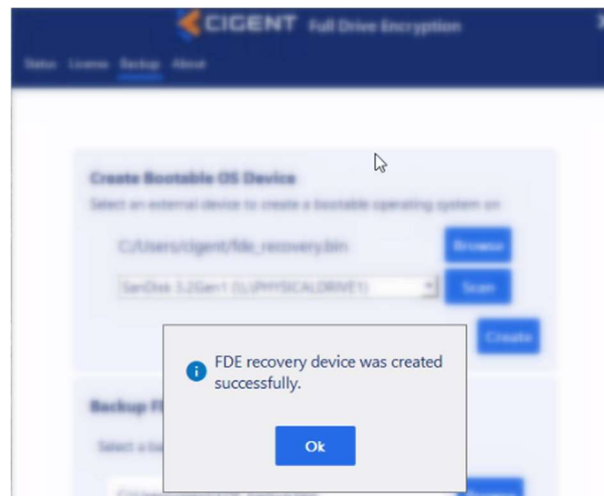 CIGENT Full Drive Encryption
Status License Backup About
Create Bootable OS Device
Select an external device to create a bootable operating system on
C:/Users/cigent/fde_recovery.bin
Browse
SanDisk 3.2Gen1 (\\.\PHYSICALDRIVE1)
Scan
Create
FDE recovery device was created
successfully.
Backup
Select a
Ok